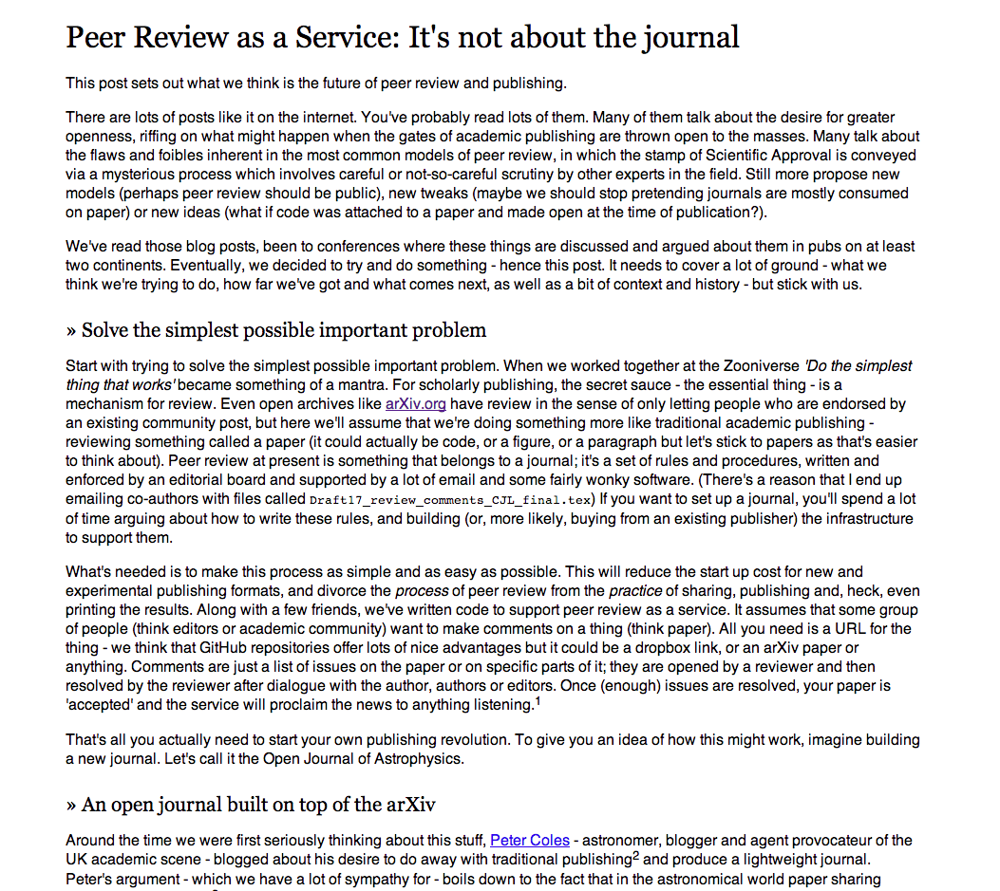 Peer Review as a Service: It's not about the journal
This post sets out what we think is the future of peer review and publishing.
There are lots of posts like it on the internet. You've probably read lots of them. Many of them talk about the desire for greater
openness, riffing on what might happen when the gates of academic publishing are thrown open to the masses. Many talk about
the flaws and foibles inherent in the most common models of peer review, in which the stamp of Scientific Approval is conveyed
via a mysterious process which involves careful or not-so-careful scrutiny by other experts in the field. Still more propose new
models (perhaps peer review should be public), new tweaks (maybe we should stop pretending journals are mostly consumed
on paper) or new ideas (what if code was attached to a paper and made open at the time of publication?).
We've read those blog posts, been to conferences where these things are discussed and argued about them in pubs on at least
two continents. Eventually, we decided to try and do something - hence this post. It needs to cover a lot of ground - what we
think we're trying to do, how far we've got and what comes next, as well as a bit of context and history - but stick with us.
» Solve the simplest possible important problem
Start with trying to solve the simplest possible important problem. When we worked together at the Zooniverse 'Do the simplest
thing that works' became something of a mantra. For scholarly publishing, the secret sauce - the essential thing - is a
mechanism for review. Even open archives like arXiv.org have review in the sense of only letting people who are endorsed by
an existing community post, but here we'll assume that we're doing something more like traditional academic publishing -
reviewing something called a paper (it could actually be code, or a figure, or a paragraph but let's stick to papers as that's easier
to think about). Peer review at present is something that belongs to a journal; it's a set of rules and procedures, written and
enforced by an editorial board and supported by a lot of email and some fairly wonky software. (There's a reason that I end up
emailing co-authors with files called Draft17_review_comments_CJL_final.tex) If you want to set up a journal, you'll spend a lot
of time arguing about how to write these rules, and building (or, more likely, buying from an existing publisher) the infrastructure
to support them.
What's needed is to make this process as simple and as easy as possible. This will reduce the start up cost for new and
experimental publishing formats, and divorce the process of peer review from the practice of sharing, publishing and, heck, even
printing the results. Along with a few friends, we've written code to support peer review as a service. It assumes that some group
of people (think editors or academic community) want to make comments on a thing (think paper). All you need is a URL for the
thing - we think that GitHub repositories offer lots of nice advantages but it could be a dropbox link, or an arXiv paper or
anything. Comments are just a list of issues on the paper or on specific parts of it; they are opened by a reviewer and then
resolved by the reviewer after dialogue with the author, authors or editors. Once (enough) issues are resolved, your paper is
'accepted' and the service will proclaim the news to anything listening.1
That's all you actually need to start your own publishing revolution. To give you an idea of how this might work, imagine building
a new journal. Let's call it the Open Journal of Astrophysics.
» An open journal built on top of the arXiv
Around the time we were first seriously thinking about this stuff, Peter Coles - astronomer, blogger and agent provocateur of the
UK academic scene - blogged about his desire to do away with traditional publishing2 and produce a lightweight journal.
Peter's argument - which we have a lot of sympathy for - boils down to the fact that in the astronomical world paper sharing